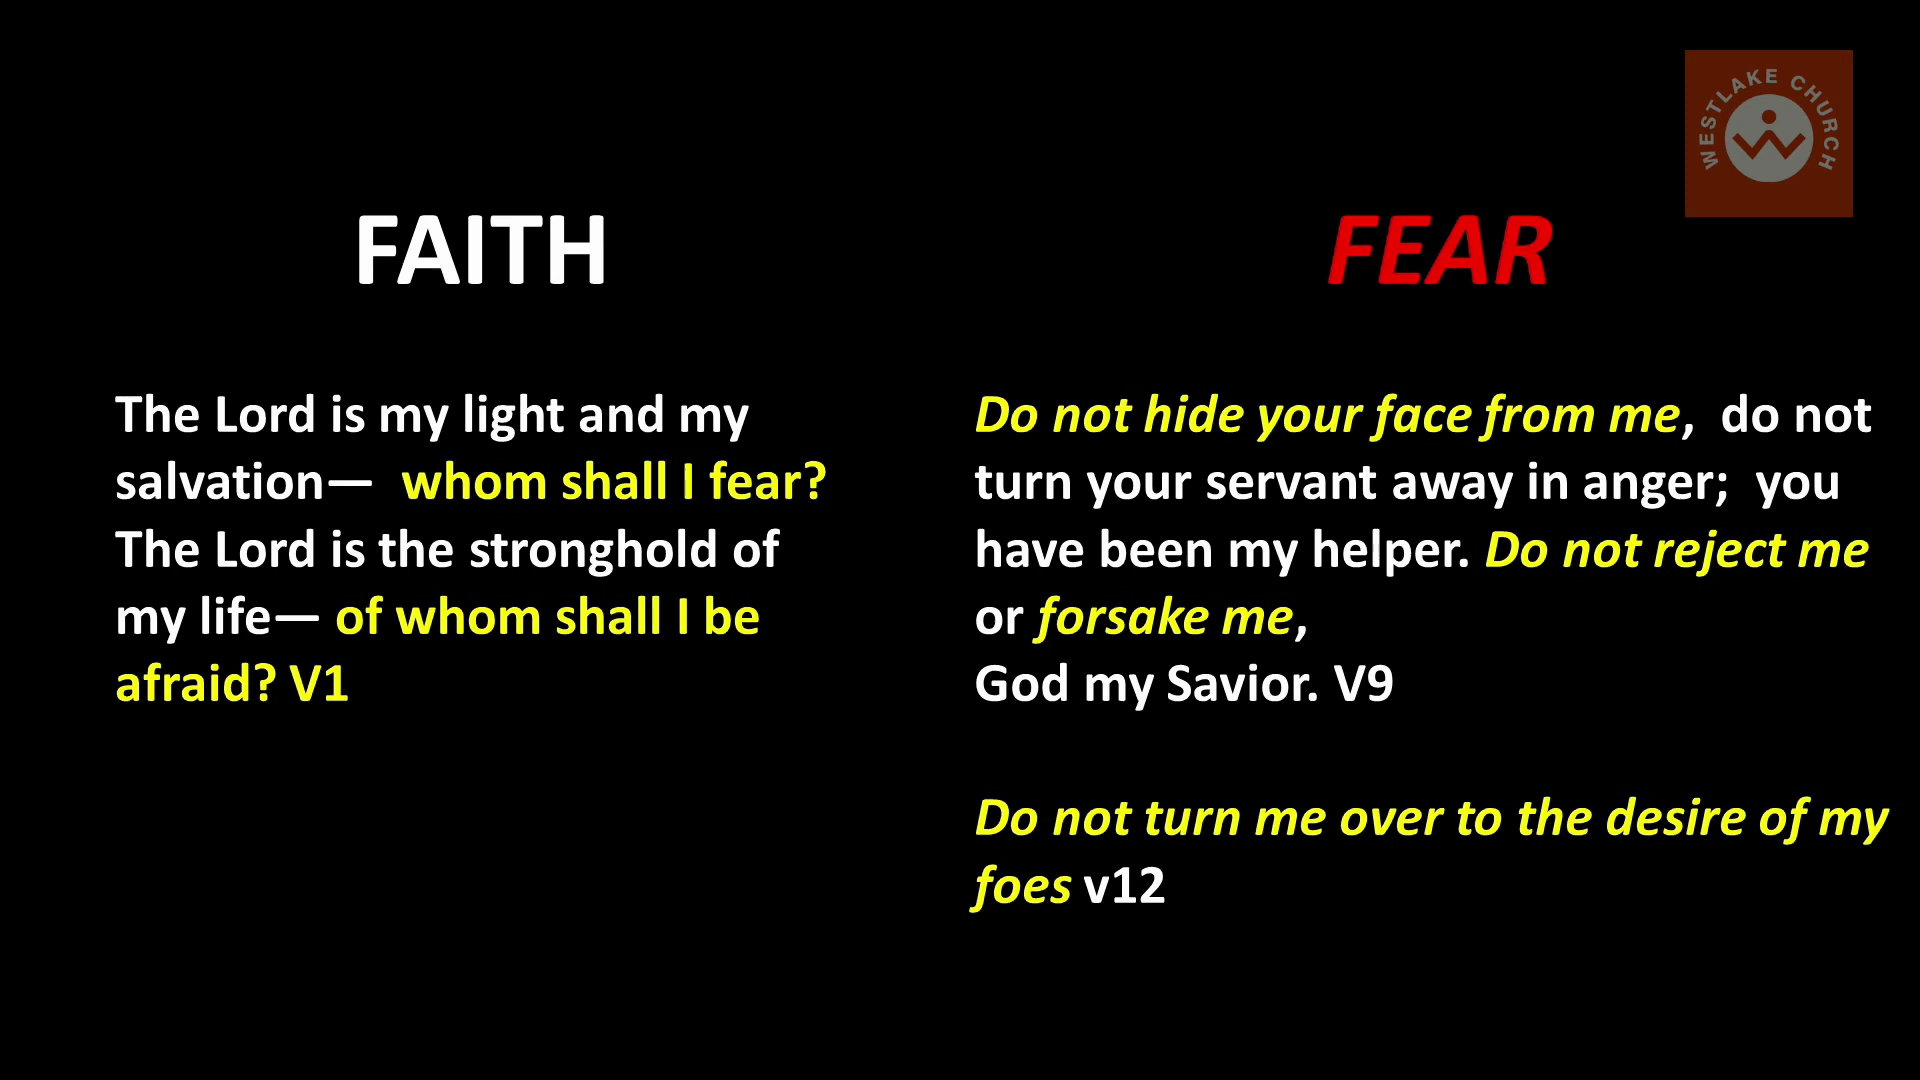 WESTLAKE CHURCH
FAITH
The Lord is my light and my
salvation— whom shall I fear?
The Lord is the stronghold of
my life— of whom shall I be
afraid? V1
FEAR
Do not hide your face from me, do not
turn your servant away in anger; you
have been my helper. Do not reject me
or forsake me,
God my Savior. V9
Do not turn me over to the desire of my
foes v12